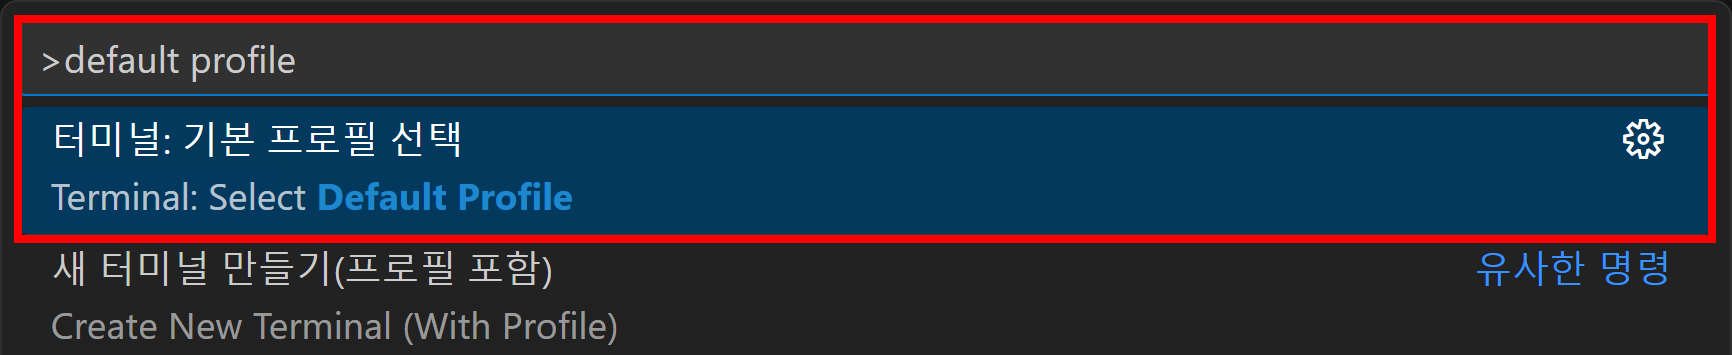 >default profile
터미널: 기본 프로필 선택
Terminal: Select Default Profile
새 터미널 만들기(프로필 포함)
유사한 명령
Create New Terminal (With Profile)